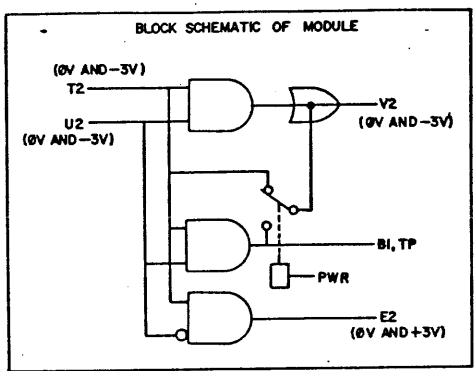 BLOCK SCHEMATIC OF MODULE
(ØV AND-3V)
T2
U2
(ØV AND-3V)
V2
(ØV AND-3V)
BI, TP
PWR
E2
(ØV AND+3V)